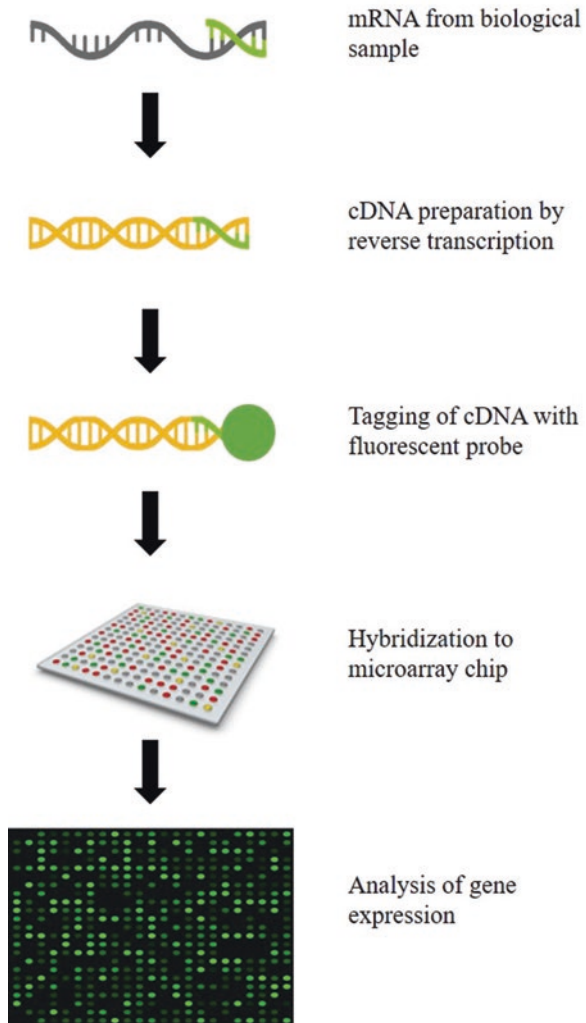 mRNA from biological
sample
cDNA preparation by
reverse transcription
Tagging of cDNA with
fluorescent probe
Hybridization to
microarray chip
Analysis of gene
expression